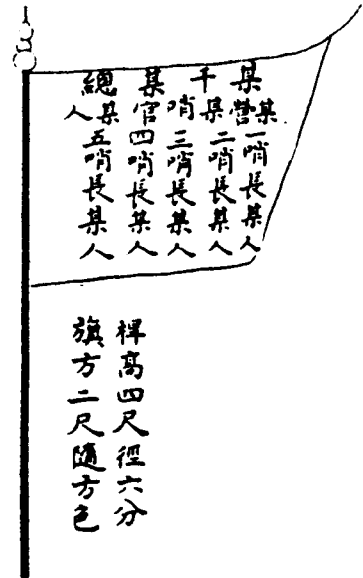 某營某一哨長某人
千某二哨長某人
哨三哨長某人
某官四哨長某人
總某人五哨長某人
桿高四尺徑六分
旗方二尺隨方色